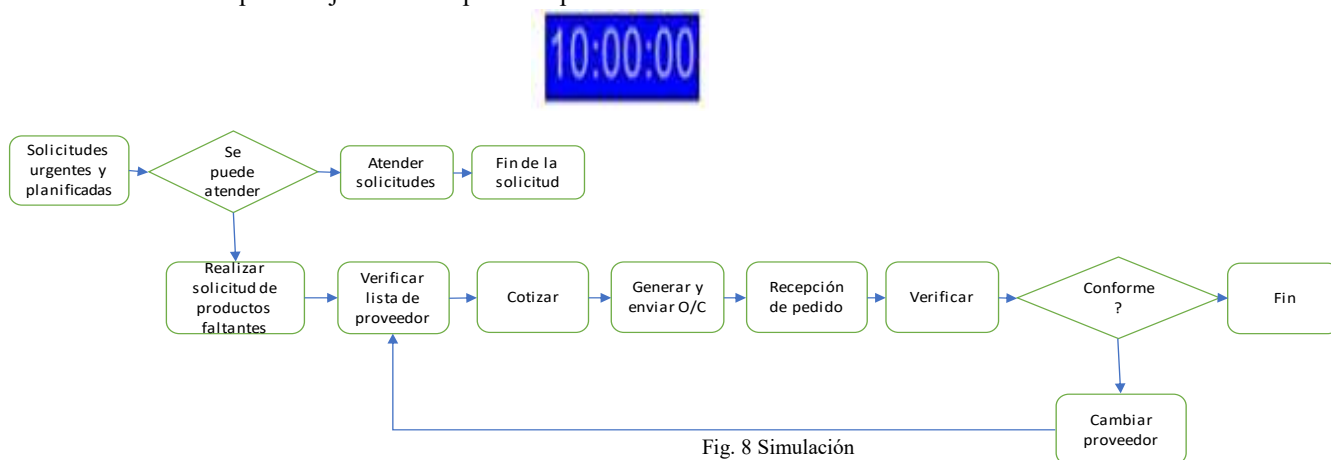 10:00:00
Solicitudes
urgentes y
planificadas
Se
puede
atender
Atender
solicitudes
Fin de la
solicitud
Realizar
solicitud de
productos
faltantes
Verificar
lista de
proveedor
Cotizar
Generar y
enviar O/C
Recepción
de pedido
Verificar
Conforme
?
Fin
Cambiar
proveedor
Fig. 8 Simulación